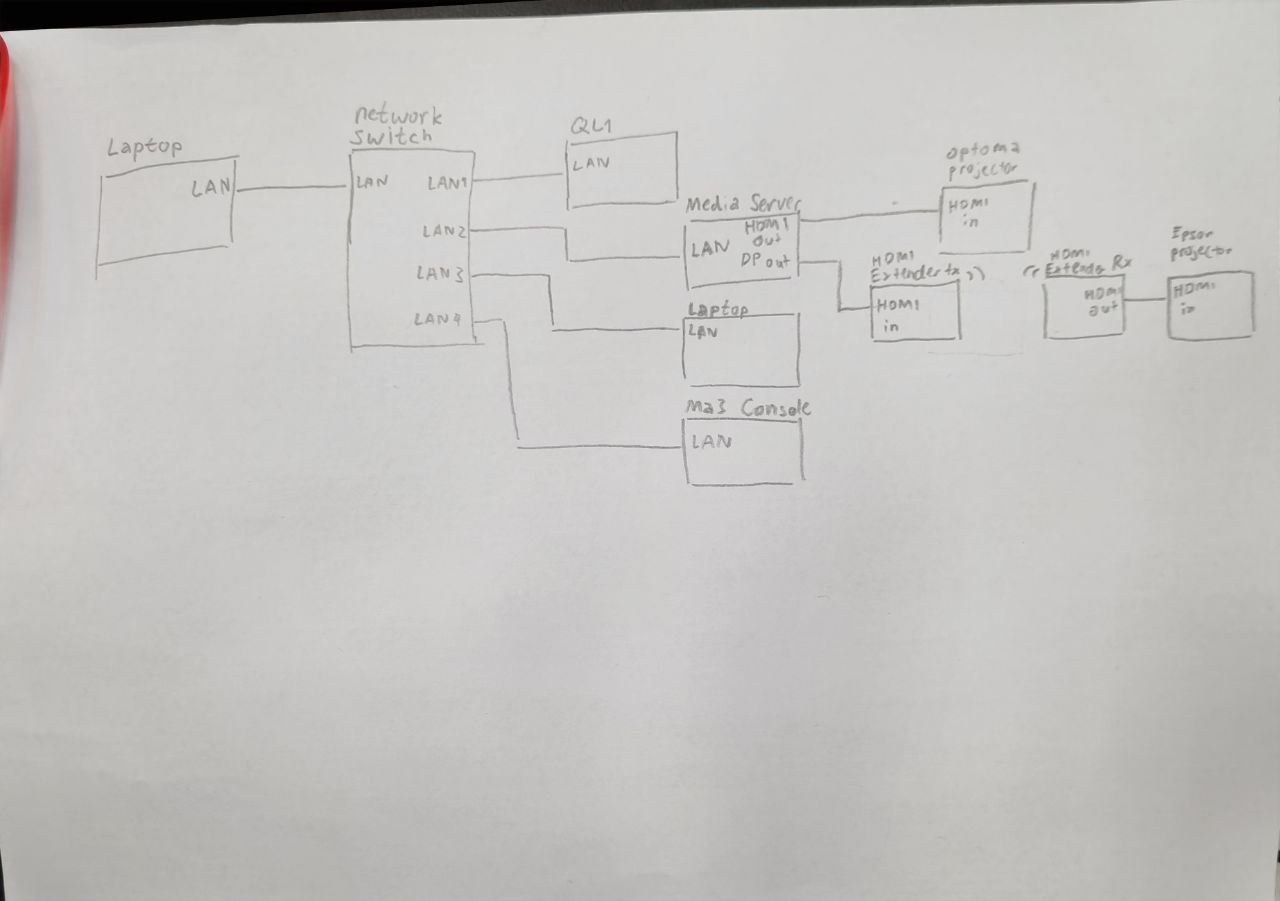 Laptop
LAN
network
switch
LAN
LAN1
LAN2
LAN3
LAN4
QL1
LAN
Media Server
LAN
HDMI
out
DP out
Laptop
LAN
Ma3 Console
LAN
optoma
projector
HDMI
in
HDMI
Extender tx
HDMI
in
HDMI
Extender Rx
HDMI
out
Epson
projector
HDMI
in